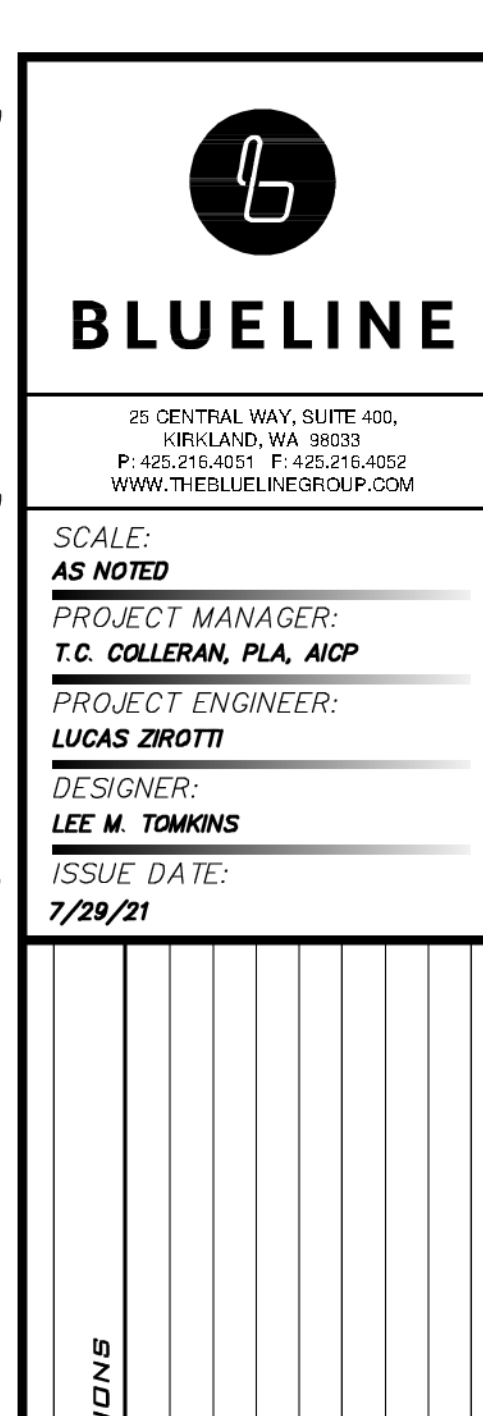 BLUELINE
25 CENTRAL WAY, SUITE 400,
KIRKLAND, WA 98033
P: 425.216.4051 F: 425.216.4052
WWW.THEBLUELINEGROUP.COM
SCALE:
AS NOTED
PROJECT MANAGER:
T.C. COLLERAN, PLA, AICP
PROJECT ENGINEER:
LUCAS ZIROTTI
DESIGNER:
LEE M. TOMKINS
ISSUE DATE:
7/29/21
IONS